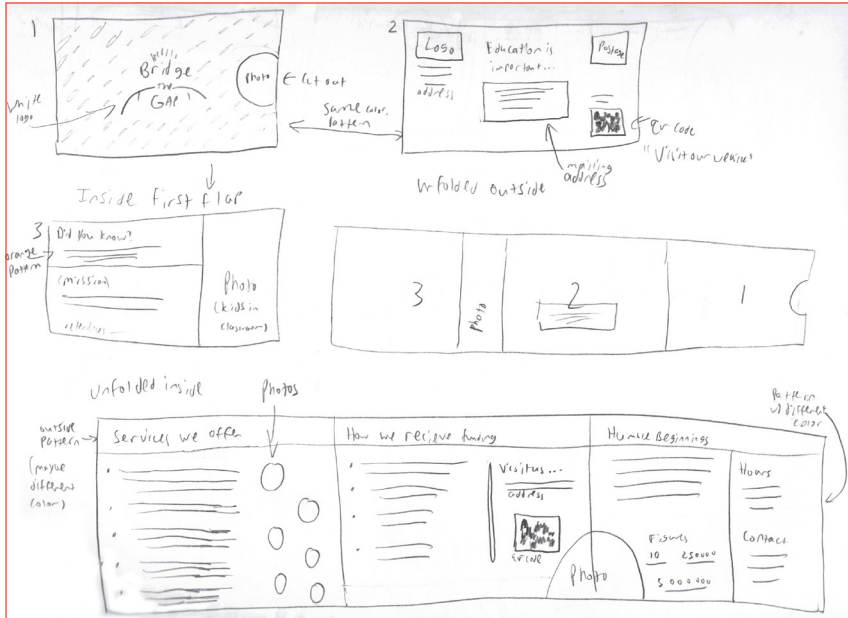 1
Bridge
THE
GAP
Photo
cut out
white
logo
same color,
pattern
2
Logo
address
Education is
important...
Postage
mailing
address
qr code
"Visit our
Unfolded outside
Inside first flap
3
Did You Know?
orange
pattern
(mission)
references
Photo
(kids in
classroom)
3
Photo
2
1
Unfolded inside
Photos
outside
pattern
(maybe
different
color)
Services we offer
How we recieve funding
Visit us...
address
qr code
Photo
Humble Beginnings
Figures
10
250000
5 000 000
Hours
Contact
Pattern
w/ different
color